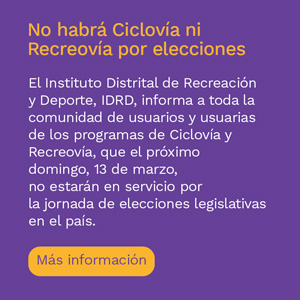 No habrá Ciclovía ni
Recreovía por elecciones
El Instituto Distrital de Recreación
y Deporte, IDRD, informa a toda la
comunidad de usuarios y usuarias
de los programas de Ciclovía y
Recreovía, que el próximo
domingo, 13 de marzo,
no estarán en servicio por
la jornada de elecciones legislativas
en el país.
Más información